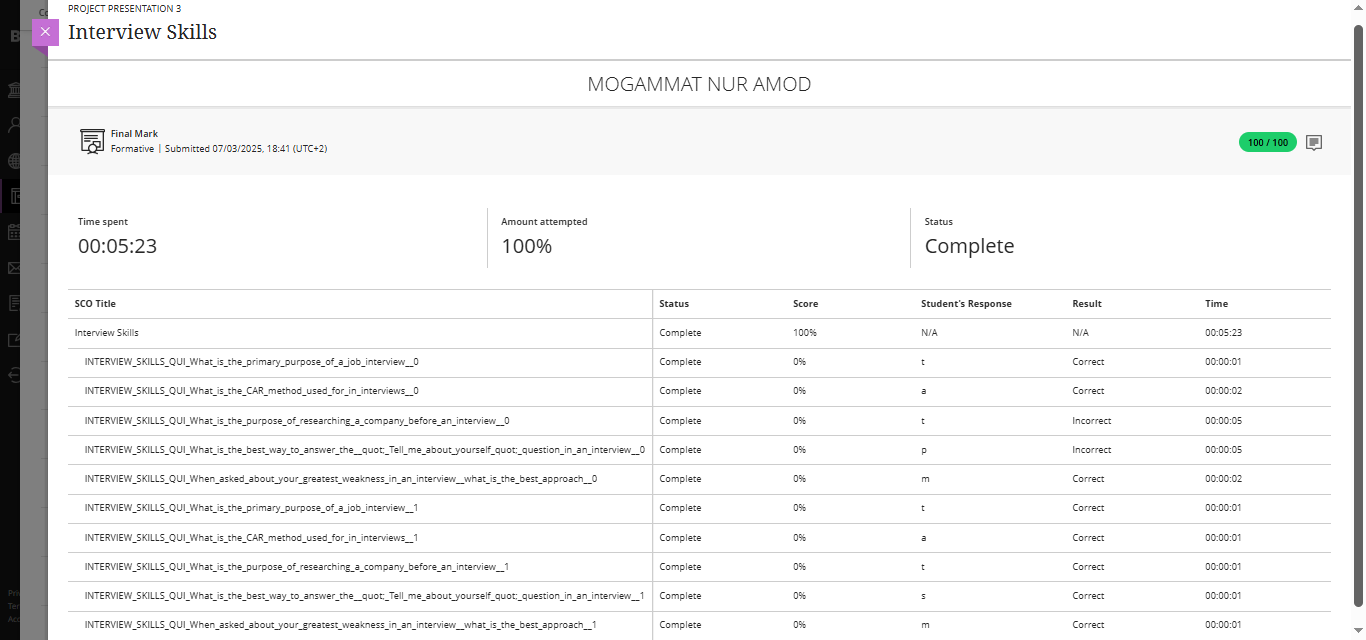 PROJECT PRESENTATION 3
Interview Skills
MOGAMMAT NUR AMOD
Final Mark
Formative | Submitted 07/03/2025, 18:41 (UTC+2)
100 / 100
Time spent
00:05:23
Amount attempted
100%
Status
Complete
SCO Title Status Score Student's Response Result Time
Interview Skills Complete 100% N/A N/A 00:05:23
INTERVIEW_SKILLS_QUI_What_is_the_primary_purpose_of_a_job_interview__0 Complete 0% t Correct 00:00:01
INTERVIEW_SKILLS_QUI_What_is_the_CAR_method_used_for_in_interviews__0 Complete 0% a Correct 00:00:02
INTERVIEW_SKILLS_QUI_What_is_the_purpose_of_researching_a_company_before_an_interview__0 Complete 0% t Incorrect 00:00:05
INTERVIEW_SKILLS_QUI_What_is_the_best_way_to_answer_the__quot;_Tell_me_about_yourself_quot;_question_in_an_interview__0 Complete 0% p Incorrect 00:00:05
INTERVIEW_SKILLS_QUI_When_asked_about_your_greatest_weakness_in_an_interview__what_is_the_best_approach__0 Complete 0% m Correct 00:00:02
INTERVIEW_SKILLS_QUI_What_is_the_primary_purpose_of_a_job_interview__1 Complete 0% t Correct 00:00:01
INTERVIEW_SKILLS_QUI_What_is_the_CAR_method_used_for_in_interviews__1 Complete 0% a Correct 00:00:01
INTERVIEW_SKILLS_QUI_What_is_the_purpose_of_researching_a_company_before_an_interview__1 Complete 0% t Correct 00:00:01
INTERVIEW_SKILLS_QUI_What_is_the_best_way_to_answer_the__quot;_Tell_me_about_yourself_quot;_question_in_an_interview__1 Complete 0% s Correct 00:00:01
INTERVIEW_SKILLS_QUI_When_asked_about_your_greatest_weakness_in_an_interview__what_is_the_best_approach__1 Complete 0% m Correct 00:00:01